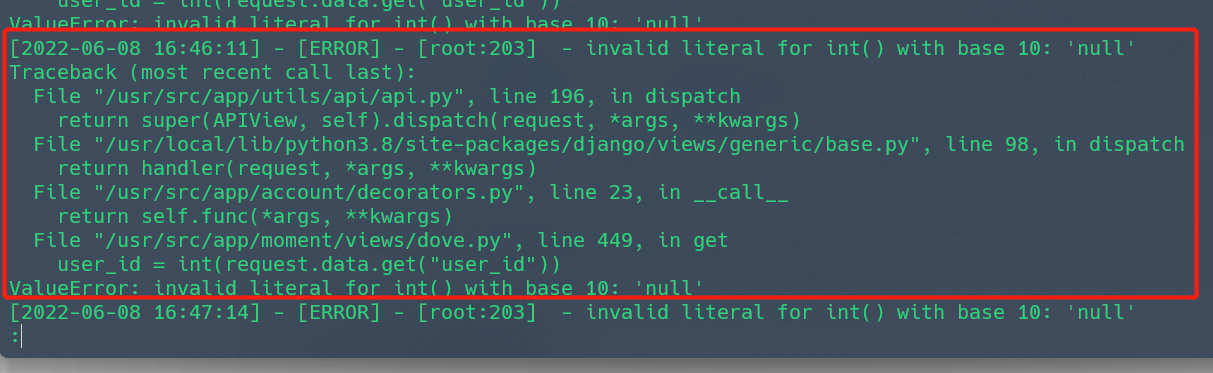 user_id = int(request.data.get("user_id"))
ValueError: invalid literal for int() with base 10: 'null'
[2022-06-08 16:46:11] - [ERROR] - [root:203]  - invalid literal for int() with base 10: 'null'
Traceback (most recent call last):
  File "/usr/src/app/utils/api/api.py", line 196, in dispatch
    return super(APIView, self).dispatch(request, *args, **kwargs)
  File "/usr/local/lib/python3.8/site-packages/django/views/generic/base.py", line 98, in dispatch
    return handler(request, *args, **kwargs)
  File "/usr/src/app/account/decorators.py", line 23, in __call__
    return self.func(*args, **kwargs)
  File "/usr/src/app/moment/views/dove.py", line 449, in get
    user_id = int(request.data.get("user_id"))
ValueError: invalid literal for int() with base 10: 'null'
[2022-06-08 16:47:14] - [ERROR] - [root:203]  - invalid literal for int() with base 10: 'null'
: